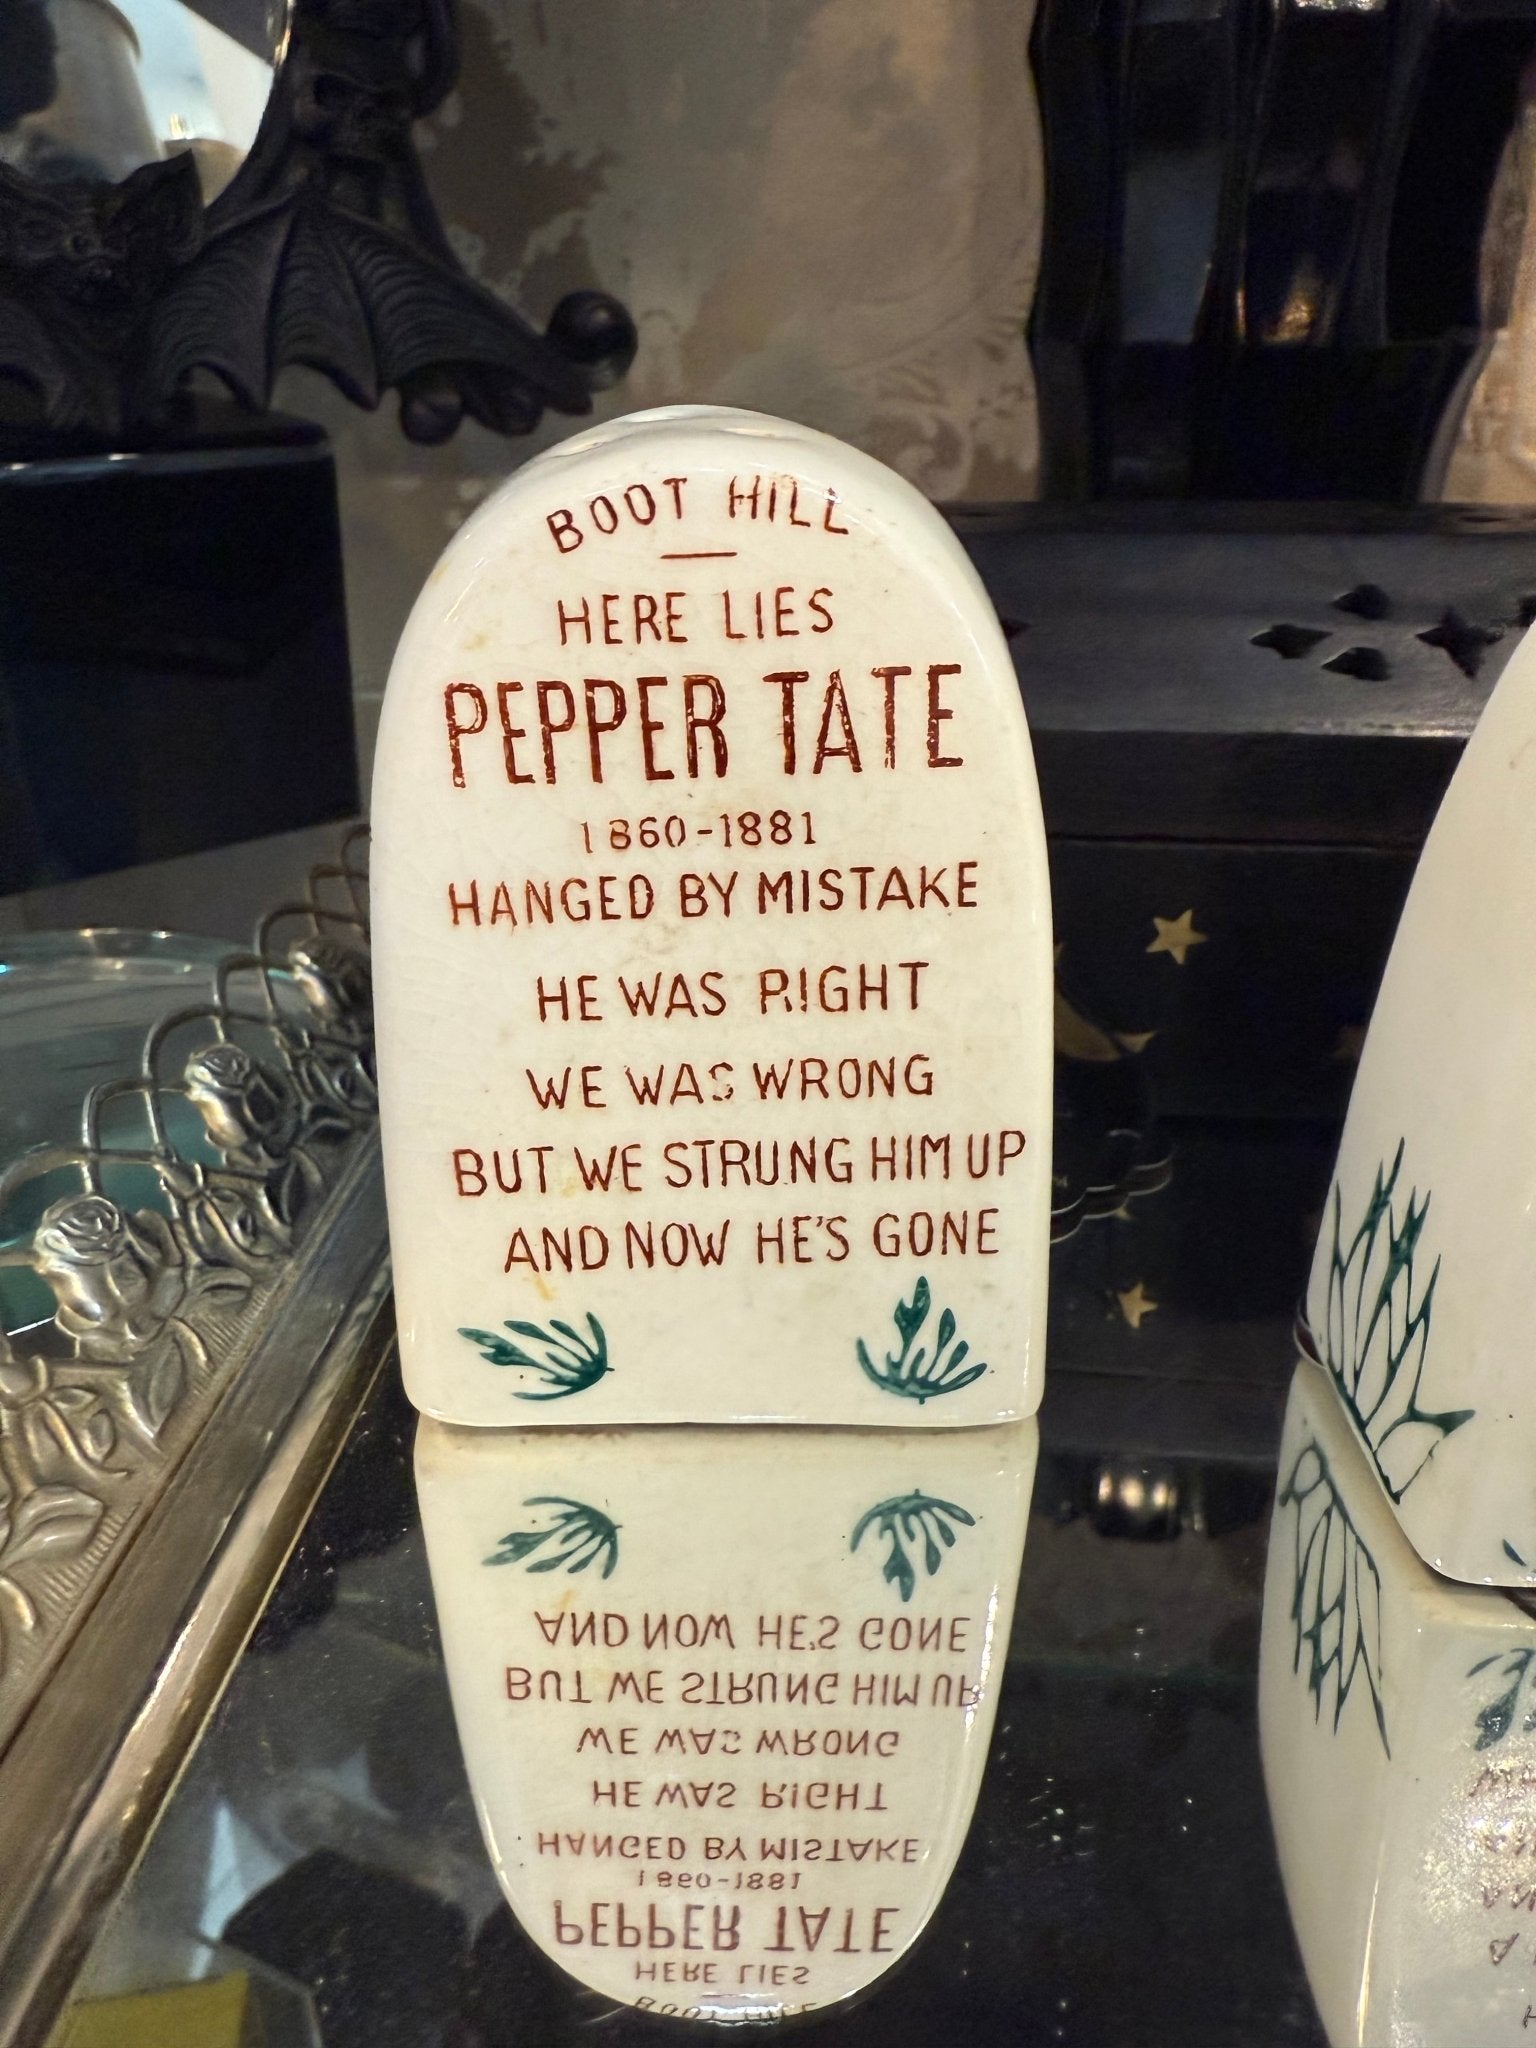 BOOT HILL
HERE LIES
PEPPER TATE
1860-1881
HANGED BY MISTAKE
HE WAS RIGHT
WE WAS WRONG
BUT WE STRUNG HIM UP
AND NOW HE'S GONE